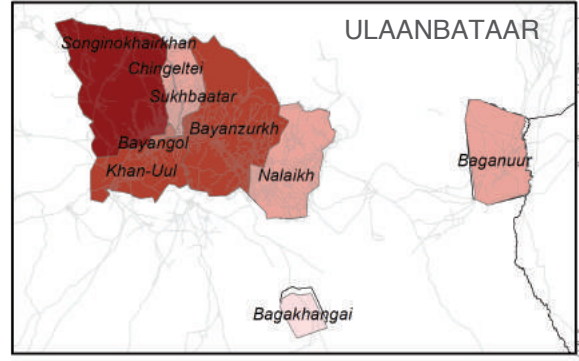 ULAANBATAAR
Songinokhairkhan
Chingeltei
Sukhbaatar
Bayanzurkh
Bayangol
Khan-Uul
Nalaikh
Baganuur
Bagakhangai